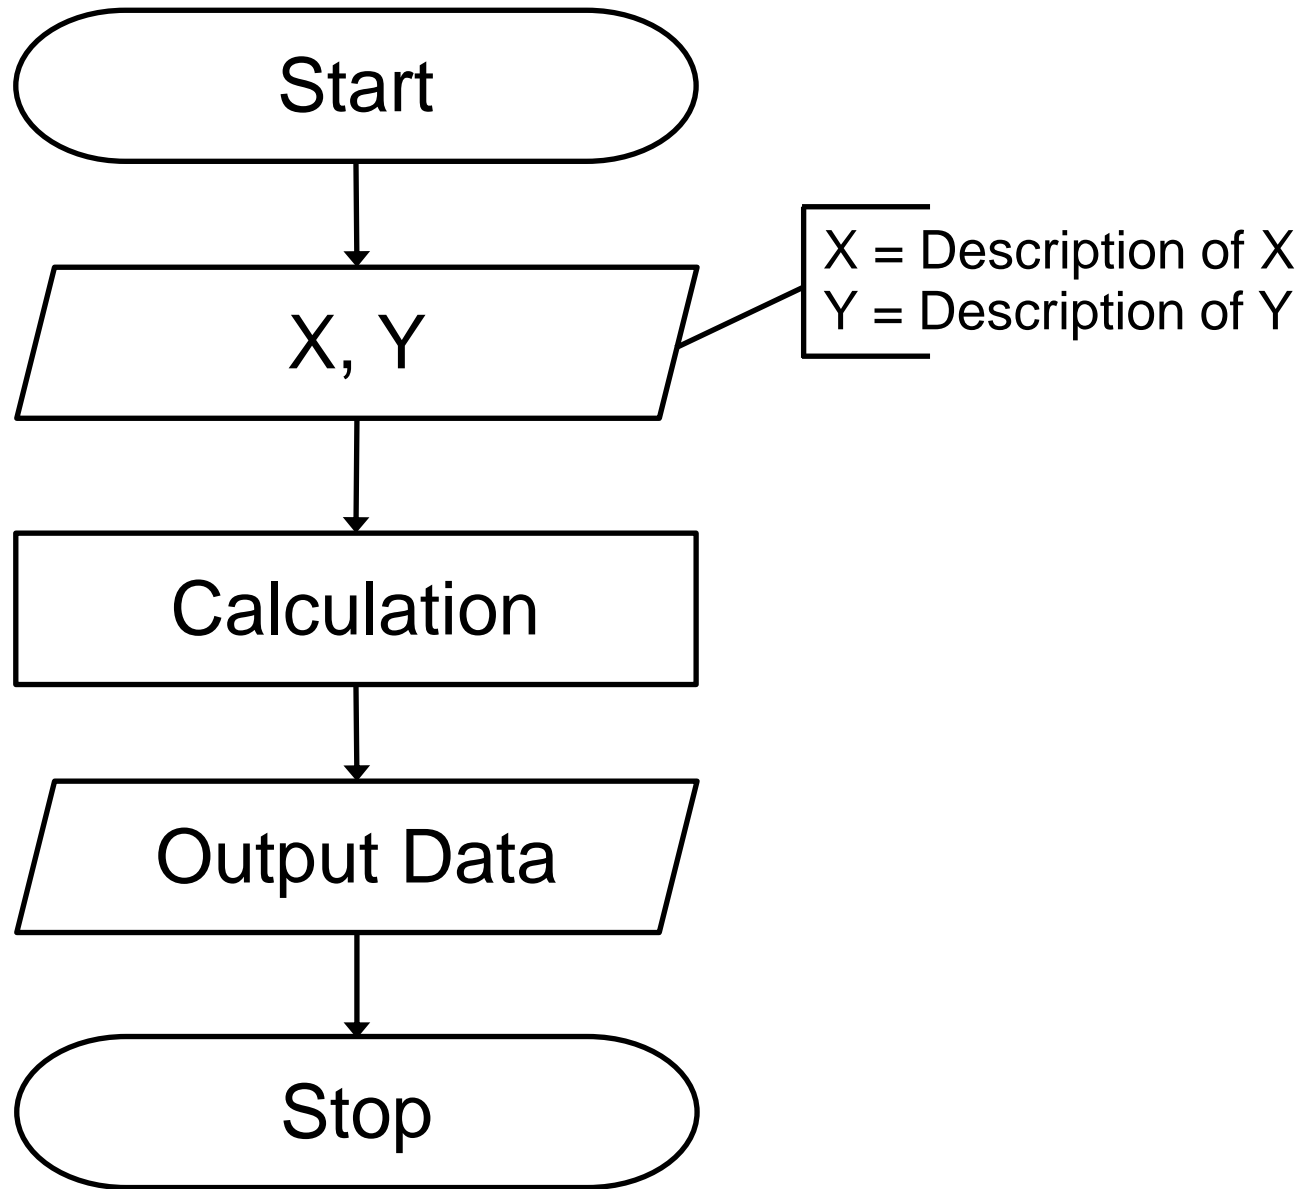 Start
X, Y
X = Description of X
Y = Description of Y
Calculation
Output Data
Stop